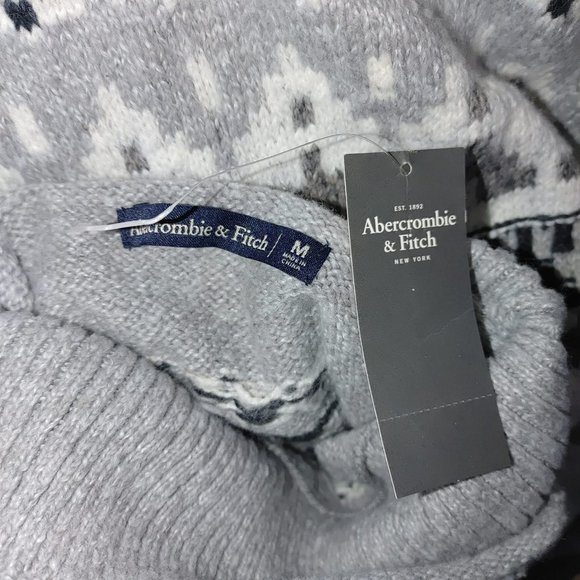 Abercrombie & Fitch
M
MADE IN
CHINA
EST. 1892
Abercrombie
& Fitch
NEW YORK